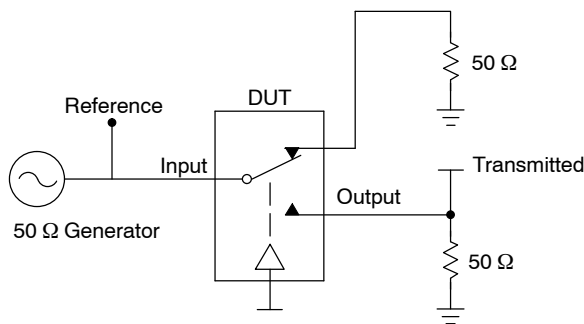 50 Ω
DUT
Reference
Input
Transmitted
Output
50 Ω Generator
50 Ω